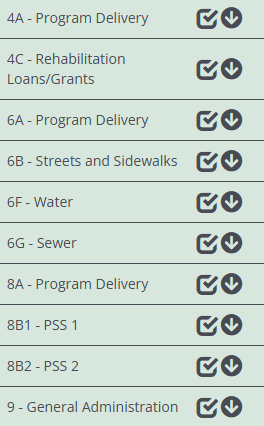 4A - Program Delivery
4C - Rehabilitation
Loans/Grants
6A - Program Delivery
6B - Streets and Sidewalks
6F - Water
6G - Sewer
8A - Program Delivery
8B1 - PSS 1
8B2 - PSS 2
9 - General Administration